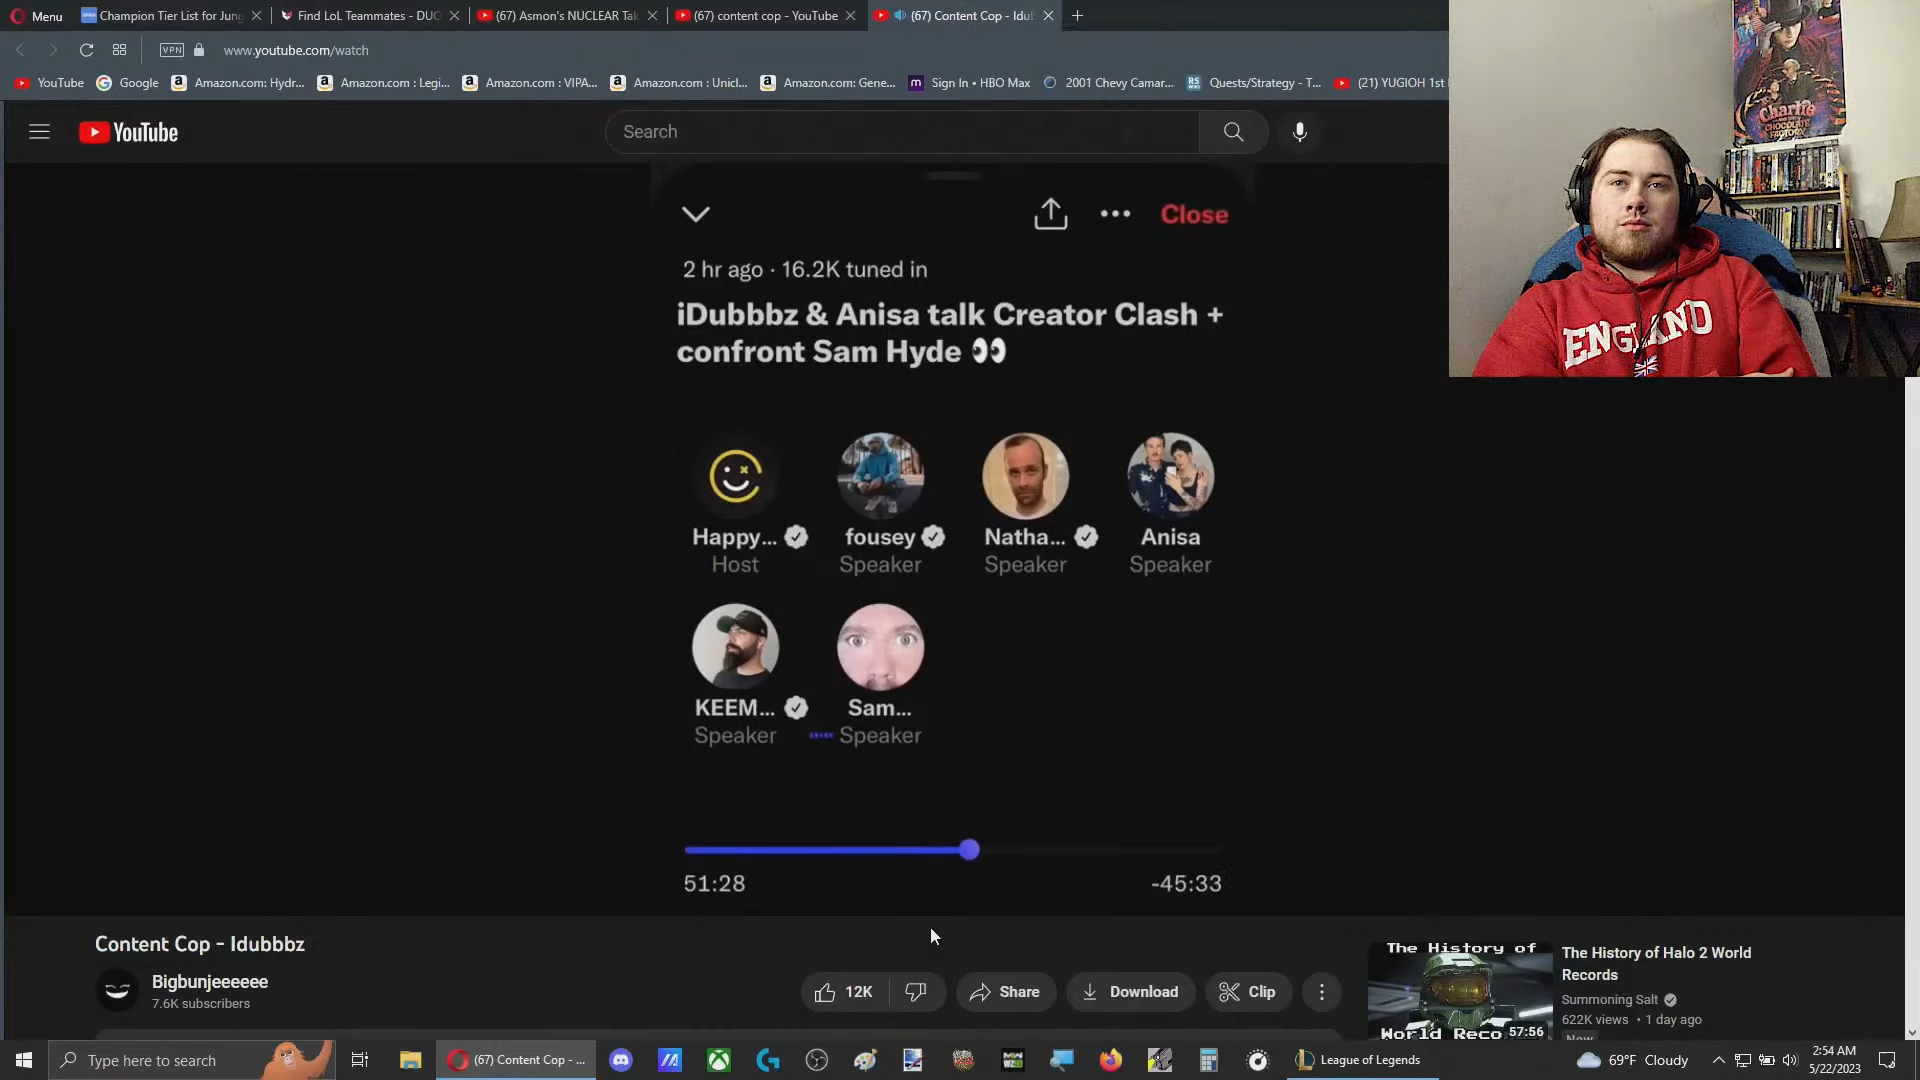 Menu
Champion Tier List for Jung
Find LoL Teammates - DUO
(67) Asmon's NUCLEAR Tak
(67) content cop - YouTube
(67) Content Cop - Idub
VPN
www.youtube.com/watch
YouTube
Google
Amazon.com: Hydr...
Amazon.com : Legi...
Amazon.com : VIPA...
Amazon.com : Unicl...
Amazon.com: Gene...
Sign In • HBO Max
2001 Chevy Camar...
Quests/Strategy - T...
(21) YUGIOH 1st
YouTube
Search
Close
2 hr ago · 16.2K tuned in
iDubbbz & Anisa talk Creator Clash +
confront Sam Hyde 👀
Happy...
fousey
Natha...
Anisa
Host
Speaker
Speaker
Speaker
KEEM...
Sam...
Speaker
Speaker
51:28
-45:33
Content Cop - Idubbbz
Bigbunjeeeeee
7.6K subscribers
12K
Share
Download
Clip
The History of
World Reco
57:56
The History of Halo 2 World
Records
Summoning Salt
622K views • 1 day ago
New
Type here to search
(67) Content Cop - ...
League of Legends
69°F Cloudy
2:54 AM
5/22/2023
Charlie
CHOCOLATE
FACTORY
ENGLAND